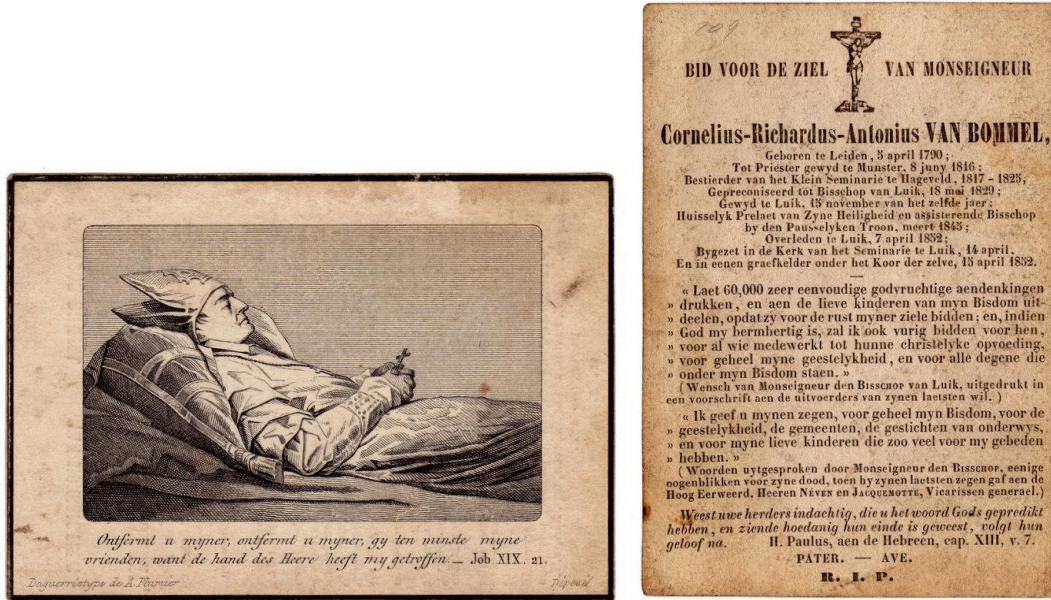 Ontfermt u myner, ontfermt u myner, gy ten minste myne
vrienden, want de hand des Heere heeft my getroffen. _ Job XIX. 21.
Daguerréotype de A. Fournier
Déposé
209
BID VOOR DE ZIEL VAN MONSEIGNEUR
Cornelius-Richardus-Antonius VAN BOMMEL,
Geboren te Leiden, 5 april 1790 ;
Tot Priester gewyd te Munster, 8 juny 1816 ;
Bestierder van het Klein Seminarie te Hageveld, 1817 - 1825,
Gepreconiseerd tot Bisschop van Luik, 18 mei 1829 ;
Gewyd te Luik, 15 november van het zelfde jaer ;
Huisselyk Prelaet van Zyne Heiligheid en assisterende Bisschop
by den Pausselyken Troon, meert 1845 ;
Overleden te Luik, 7 april 1852 ;
Bygezet in de Kerk van het Seminarie te Luik, 14 april,
En in eenen graefkelder onder het Koor der zelve, 15 april 1852.
« Laet 60,000 zeer eenvoudige godvruchtige aendenkingen
» drukken, en aen de lieve kinderen van myn Bisdom uit-
» deelen, opdat zy voor de rust myner ziele bidden ; en, indien
» God my bermhertig is, zal ik ook vurig bidden voor hen,
» voor al wie medewerkt tot hunne christelyke opvoeding,
» voor geheel myne geestelykheid, en voor alle degene die
» onder myn Bisdom staen. »
( Wensch van Monseigneur den BISSCHOP van Luik, uitgedrukt in
een voorschrift aen de uitvoerders van zynen laetsten wil. )
« Ik geef u mynen zegen, voor geheel myn Bisdom, voor de
» geestelykheid, de gemeenten, de gestichten van onderwys,
» en voor myne lieve kinderen die zoo veel voor my gebeden
» hebben. »
( Woorden uytgesproken door Monseigneur den BISSCHOP, eenige
oogenblikken voor zyne dood, toen hy zynen laetsten zegen gaf aen de
Hoog Eerweerd. Heeren NÉVEN en JACQUEMOTTE, Vicarissen generael.)
Weest uwe herders indachtig, die u het woord Gods gepredikt
hebben ; en ziende hoedanig hun einde is geweest, volgt hun
geloof na. H. Paulus, aen de Hebreen, cap. XIII, v. 7.
PATER. — AVE.
R. I. P.